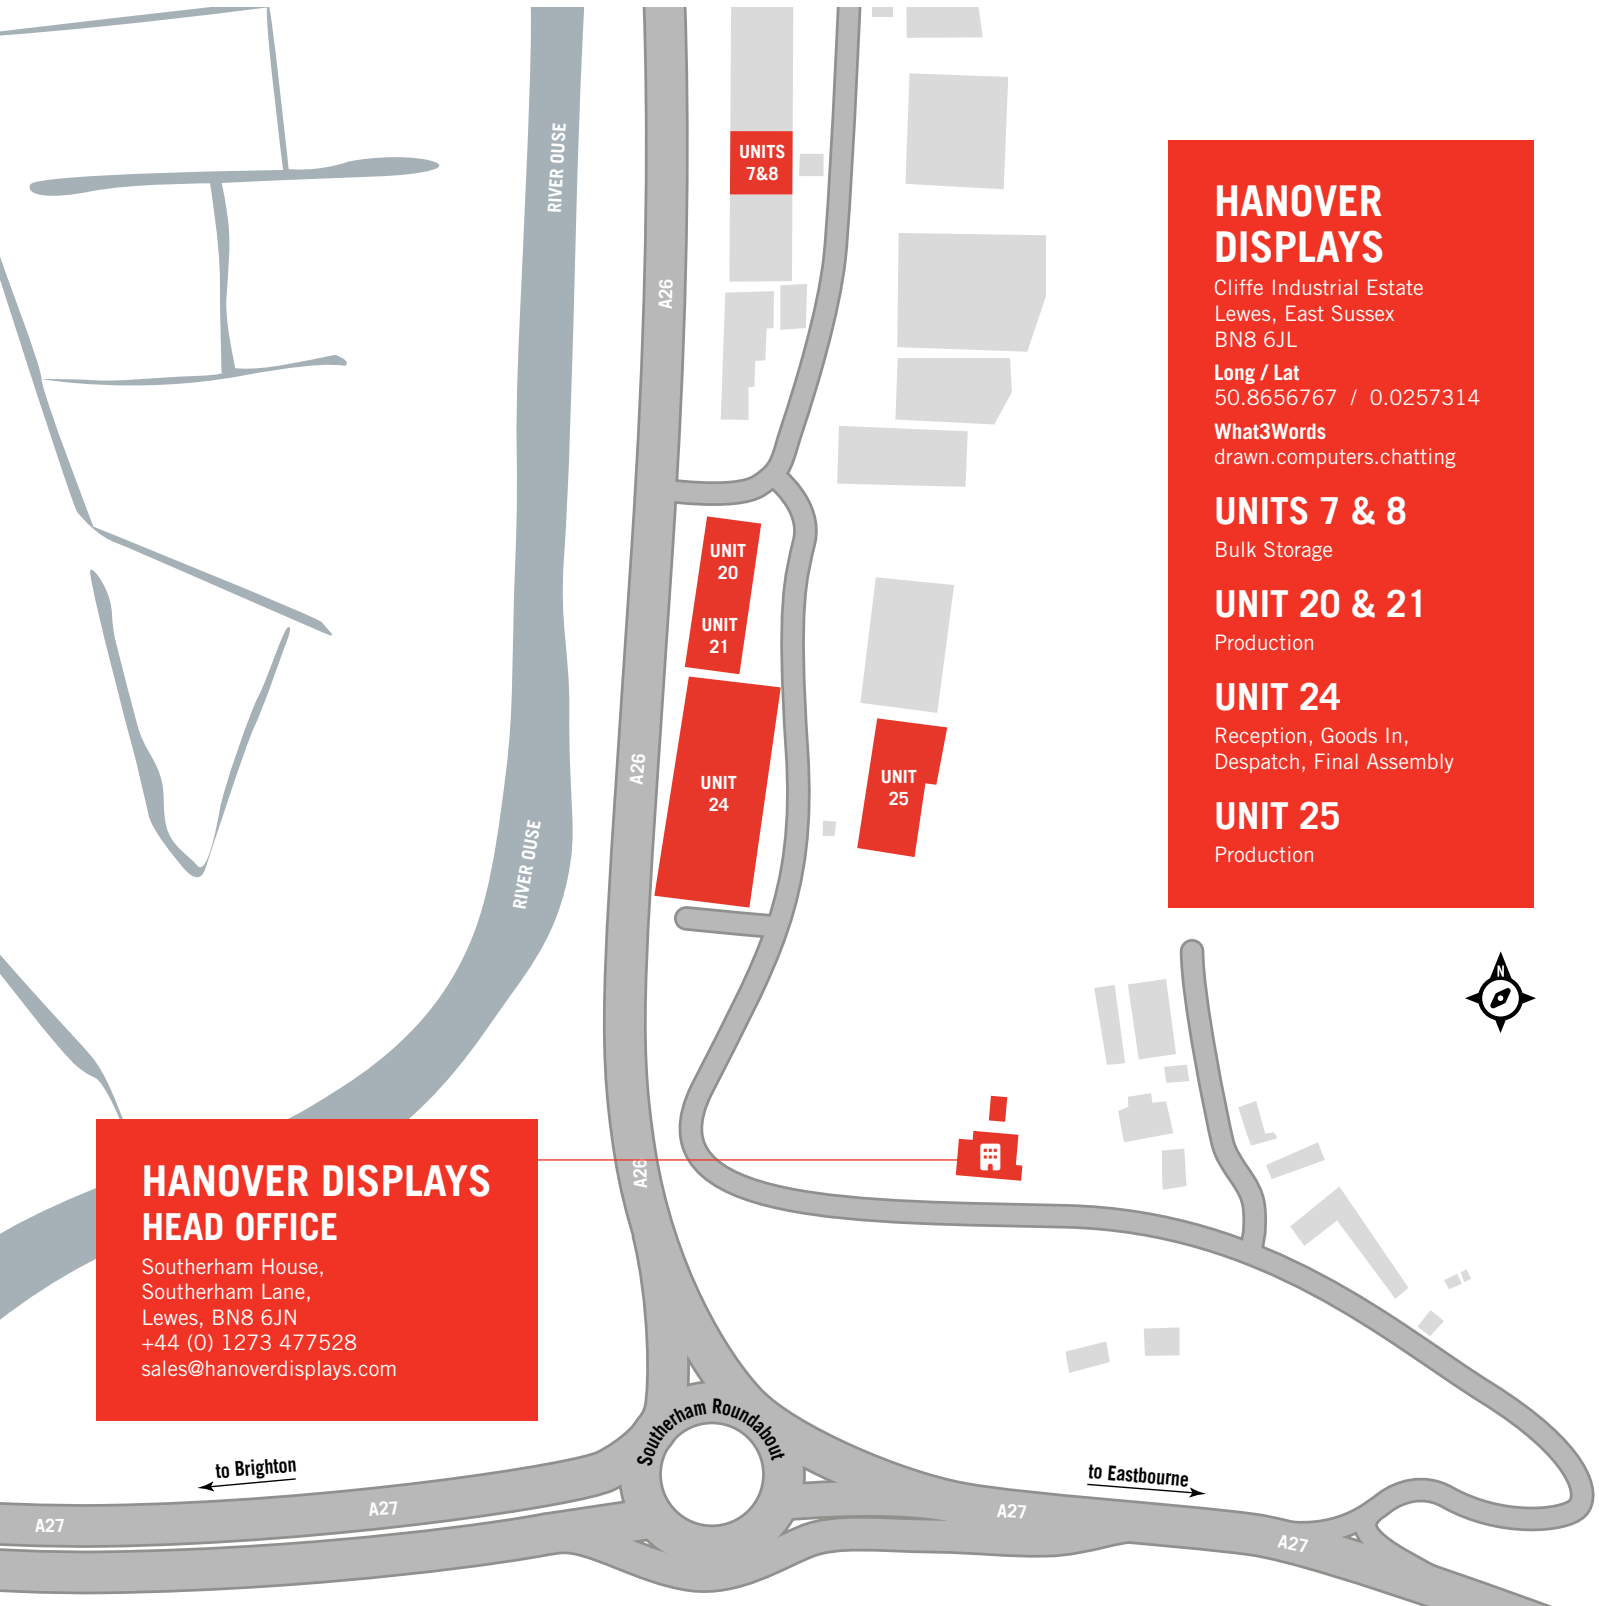 RIVER OUSE
A26
UNITS
7&8
HANOVER
DISPLAYS
Cliffe Industrial Estate
Lewes, East Sussex
BN8 6JL
Long / Lat
50.8656767 / 0.0257314
What3Words
drawn.computers.chatting
UNITS 7 & 8
Bulk Storage
UNIT 20 & 21
Production
UNIT 24
Reception, Goods In,
Despatch, Final Assembly
UNIT 25
Production
UNIT
20
UNIT
21
A26
UNIT
24
UNIT
25
RIVER OUSE
N
A26
HANOVER DISPLAYS
HEAD OFFICE
Southerham House,
Southerham Lane,
Lewes, BN8 6JN
+44 (0) 1273 477528
sales@hanoverdisplays.com
Southerham Roundabout
to Brighton
to Eastbourne
A27
A27
A27
A27